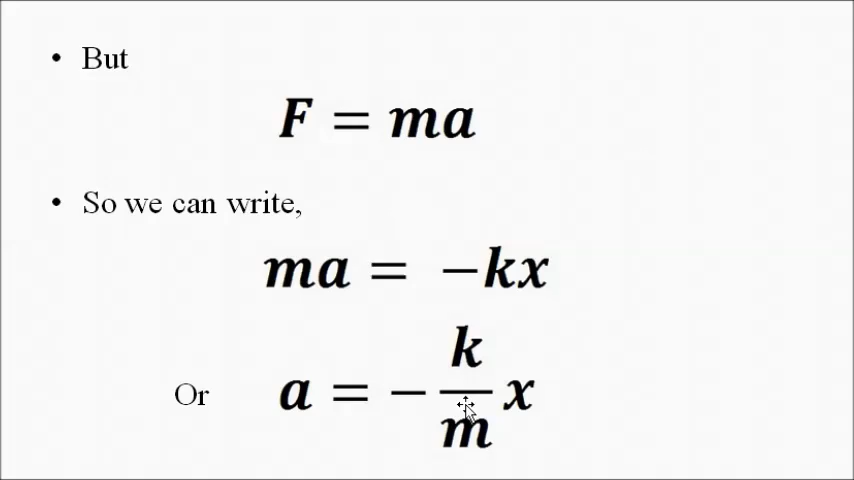 • But
F = ma
• So we can write,
ma = −kx
Or a = −k/m x